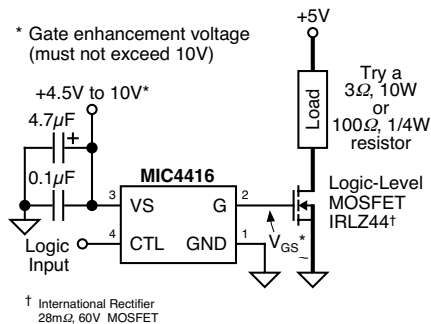 * Gate enhancement voltage
(must not exceed 10V)
+5V
+4.5V to 10V*
4.7µF
+
0.1µF
Load
Try a
3Ω, 10W
or
100Ω, 1/4W
resistor
MIC4416
3
VS
G
2
4
CTL
GND
1
Logic
Input
VGS*
Logic-Level
MOSFET
IRLZ44†
† International Rectifier
28mΩ, 60V MOSFET